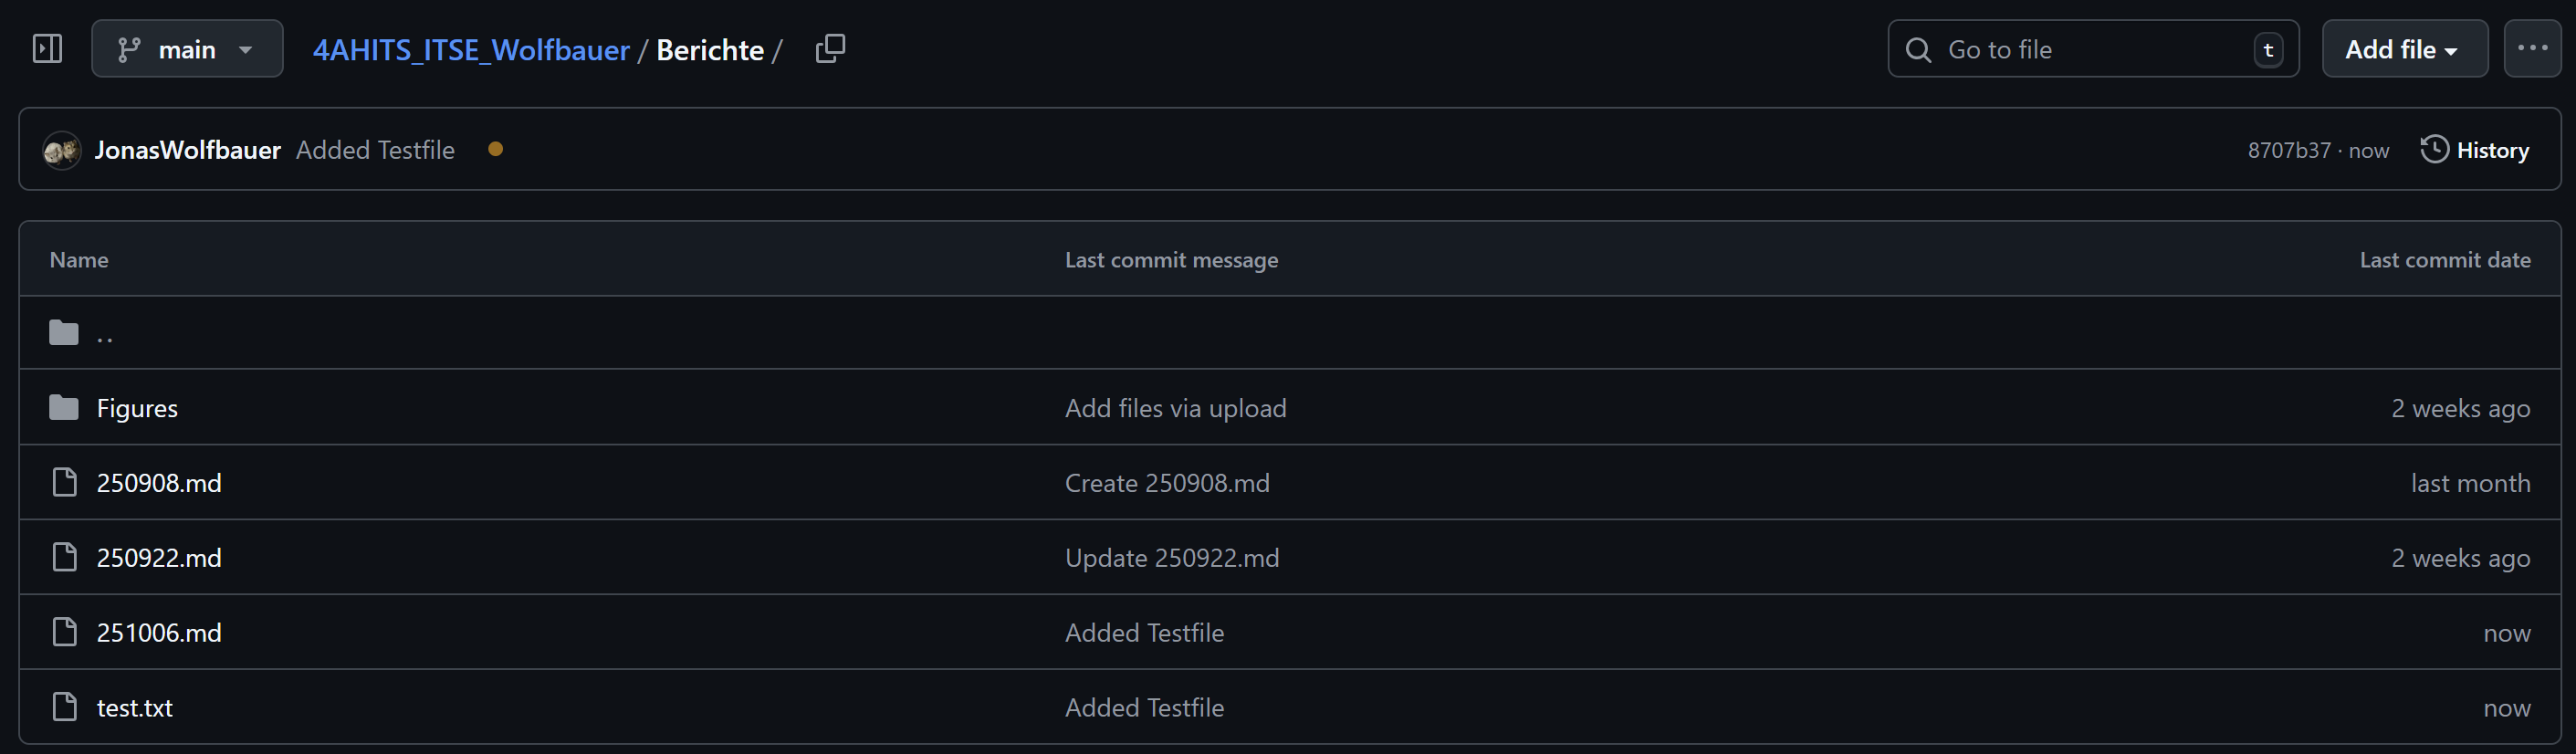 main 4AHITS_ITSE_Wolfbauer / Berichte / Go to file t Add file ...
JonasWolfbauer Added Testfile 8707b37 · now History
Name Last commit message Last commit date
..
Figures Add files via upload 2 weeks ago
250908.md Create 250908.md last month
250922.md Update 250922.md 2 weeks ago
251006.md Added Testfile now
test.txt Added Testfile now